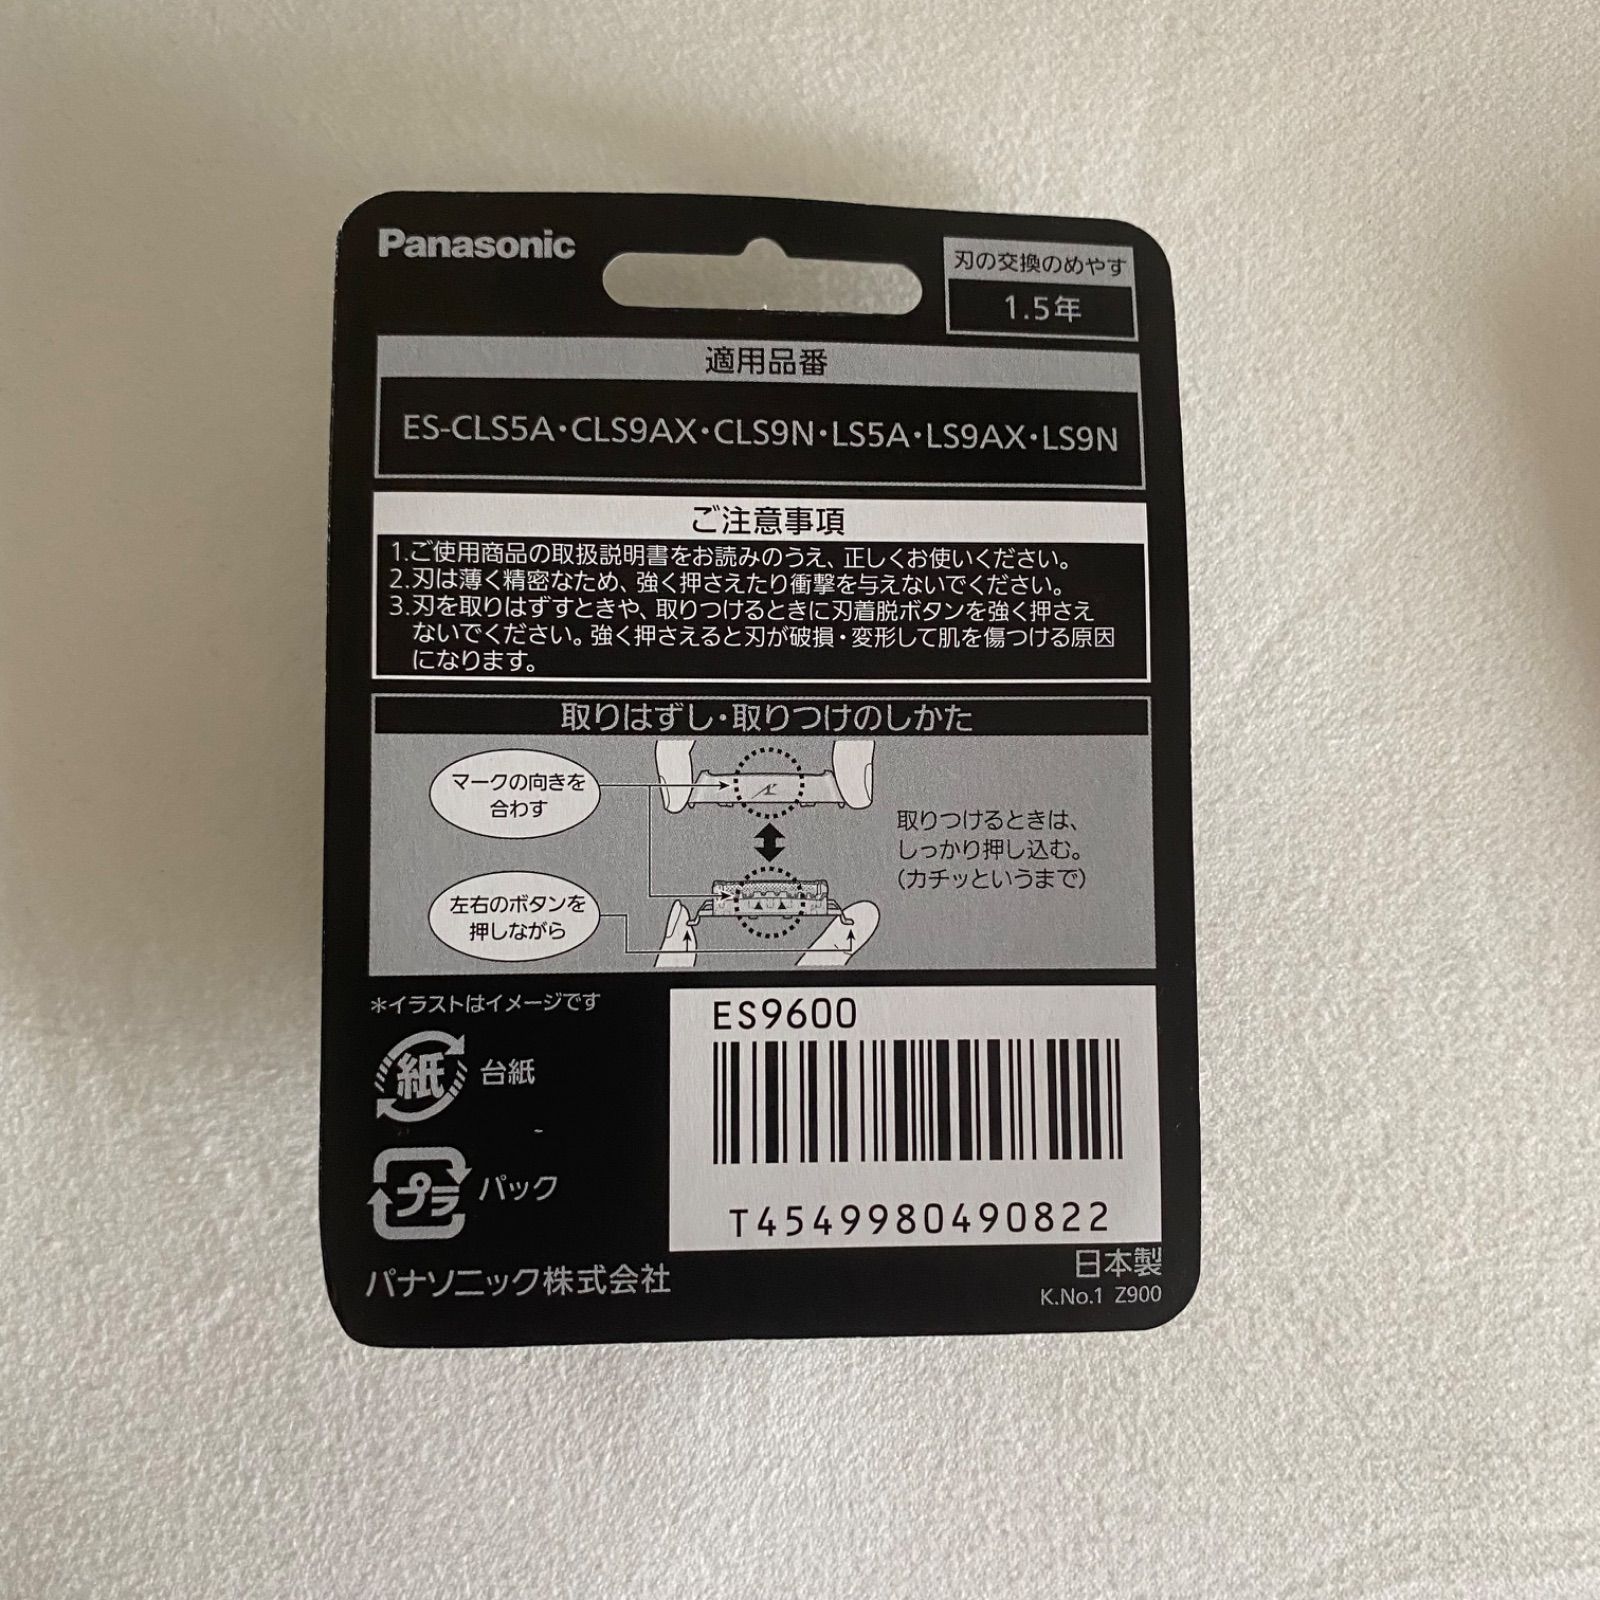 Panasonic
刃の交換のめやす
1.5年
適用品番
ES-CLS5A・CLS9AX・CLS9N・LS5A・LS9AX・LS9N
ご注意事項
1.ご使用商品の取扱説明書をお読みのうえ、正しくお使いください。
2.刃は薄く精密なため、強く押さえたり衝撃を与えないでください。
3.刃を取りはずすときや、取りつけるときに刃着脱ボタンを強く押さえ
ないでください。強く押さえると刃が破損・変形して肌を傷つける原因
になります。
取りはずし・取りつけのしかた
マークの向きを
合わす
左右のボタンを
押しながら
取りつけるときは、
しっかり押し込む。
(カチッというまで)
*イラストはイメージです
紙 台紙
プラ パック
パナソニック株式会社
ES9600
T4549980490822
日本製
K.No.1 Z900